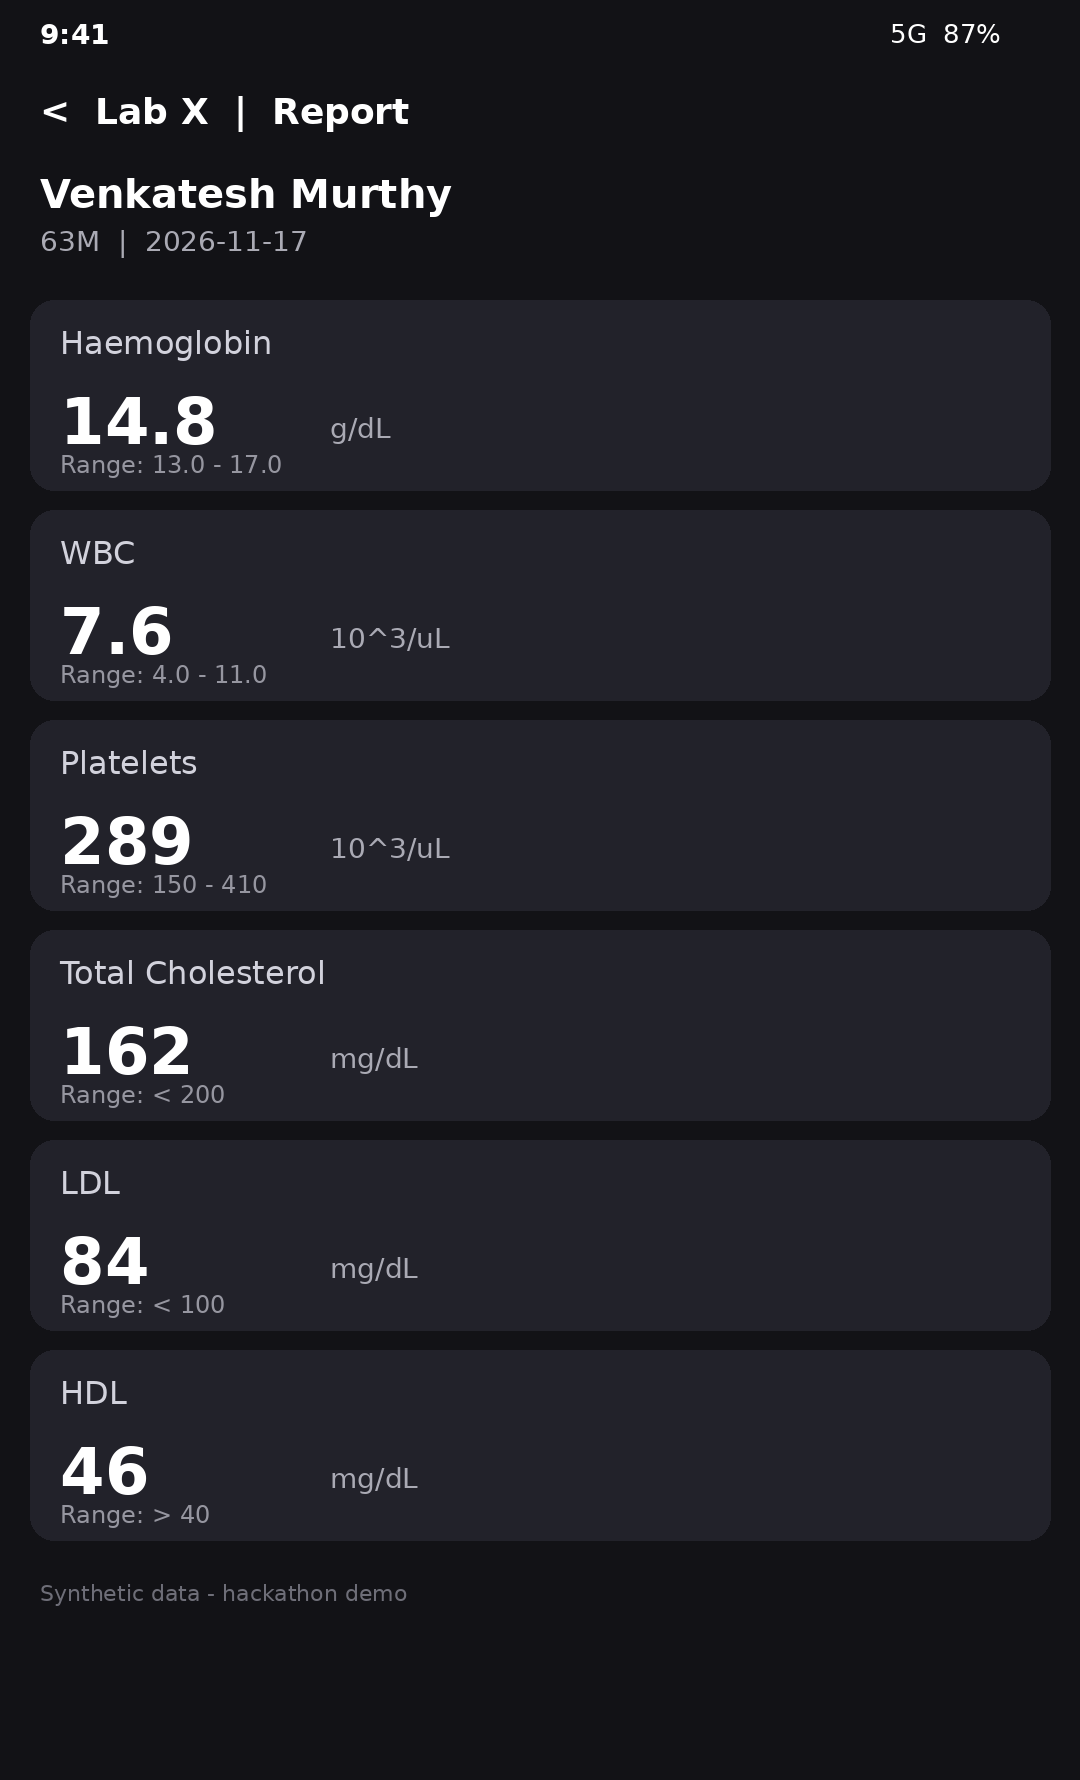 9:41 5G 87%
< Lab X | Report
Venkatesh Murthy
63M | 2026-11-17
Haemoglobin
14.8 g/dL
Range: 13.0 - 17.0
WBC
7.6 10^3/uL
Range: 4.0 - 11.0
Platelets
289 10^3/uL
Range: 150 - 410
Total Cholesterol
162 mg/dL
Range: < 200
LDL
84 mg/dL
Range: < 100
HDL
46 mg/dL
Range: > 40
Synthetic data - hackathon demo